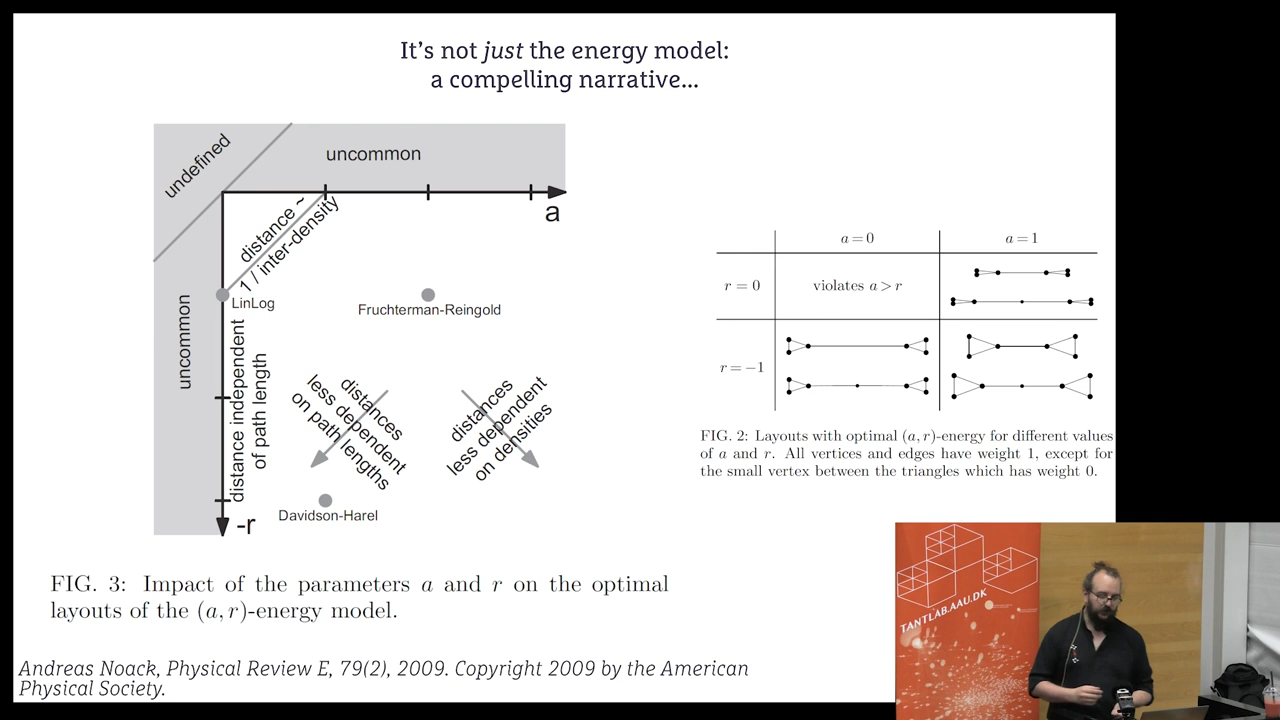 It's not just the energy model:
a compelling narrative...
undefined
uncommon
a
distance ~
1 / inter-density
LinLog
Fruchterman-Reingold
uncommon
distance independent
of path length
distances
less dependent
on path lengths
distances
less dependent
on densities
Davidson-Harel
-r
FIG. 3: Impact of the parameters a and r on the optimal
layouts of the (a, r)-energy model.
a = 0
a = 1
r = 0
violates a > r
r = −1
FIG. 2: Layouts with optimal (a, r)-energy for different values
of a and r. All vertices and edges have weight 1, except for
the small vertex between the triangles which has weight 0.
Andreas Noack, Physical Review E, 79(2), 2009. Copyright 2009 by the American
Physical Society.
TANTLAB.AAU.DK